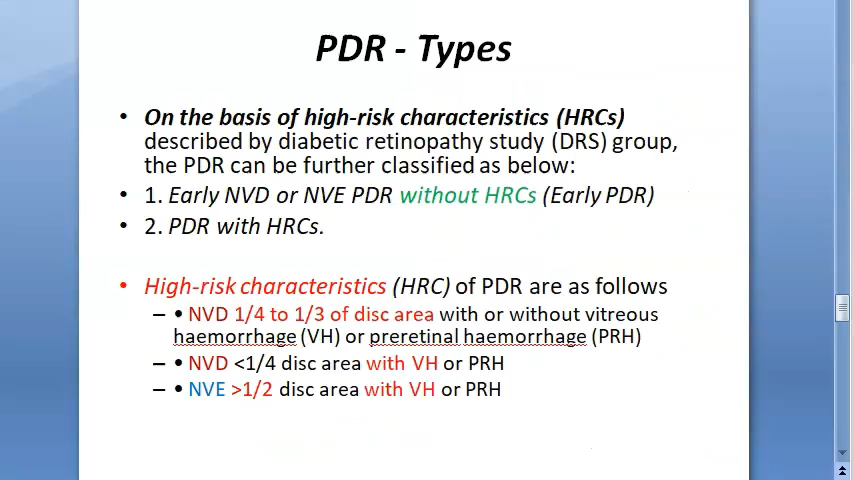 PDR - Types
• On the basis of high-risk characteristics (HRCs)
described by diabetic retinopathy study (DRS) group,
the PDR can be further classified as below:
• 1. Early NVD or NVE PDR without HRCs (Early PDR)
• 2. PDR with HRCs.
• High-risk characteristics (HRC) of PDR are as follows
– • NVD 1/4 to 1/3 of disc area with or without vitreous
haemorrhage (VH) or preretinal haemorrhage (PRH)
– • NVD <1/4 disc area with VH or PRH
– • NVE >1/2 disc area with VH or PRH